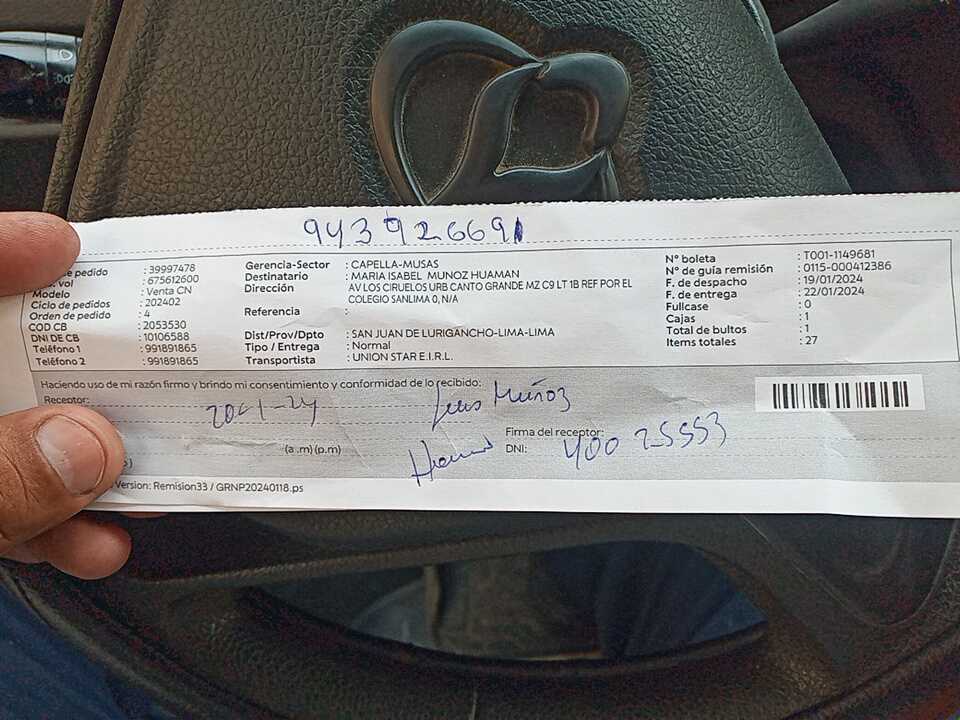 943926691
de pedido : 39997478
vol : 675612600
Modelo : Venta CN
Ciclo de pedidos : 202402
Orden de pedido : 4
COD CB : 2053530
DNI DE CB : 10106588
Teléfono 1 : 991891865
Teléfono 2 : 991891865
Gerencia-Sector : CAPELLA-MUSAS
Destinatario : MARIA ISABEL MUNOZ HUAMAN
Dirección : AV LOS CIRUELOS URB CANTO GRANDE MZ C9 LT 1B REF POR EL
COLEGIO SANLIMA 0, N/A
Referencia :
Dist/Prov/Dpto : SAN JUAN DE LURIGANCHO-LIMA-LIMA
Tipo / Entrega : Normal
Transportista : UNION STAR E.I.R.L.
N° boleta : T001-1149681
N° de guía remisión : 0115-000412386
F. de despacho : 19/01/2024
F. de entrega : 22/01/2024
Fullcase : 0
Cajas : 1
Total de bultos : 1
Items totales : 27
Haciendo uso de mi razón firmo y brindo mi consentimiento y conformidad de lo recibido:
Receptor:
Muñoz
(a .m) (p.m)
Firma del receptor:
DNI: 40025553
Version: Remision33 / GRNP20240118.ps